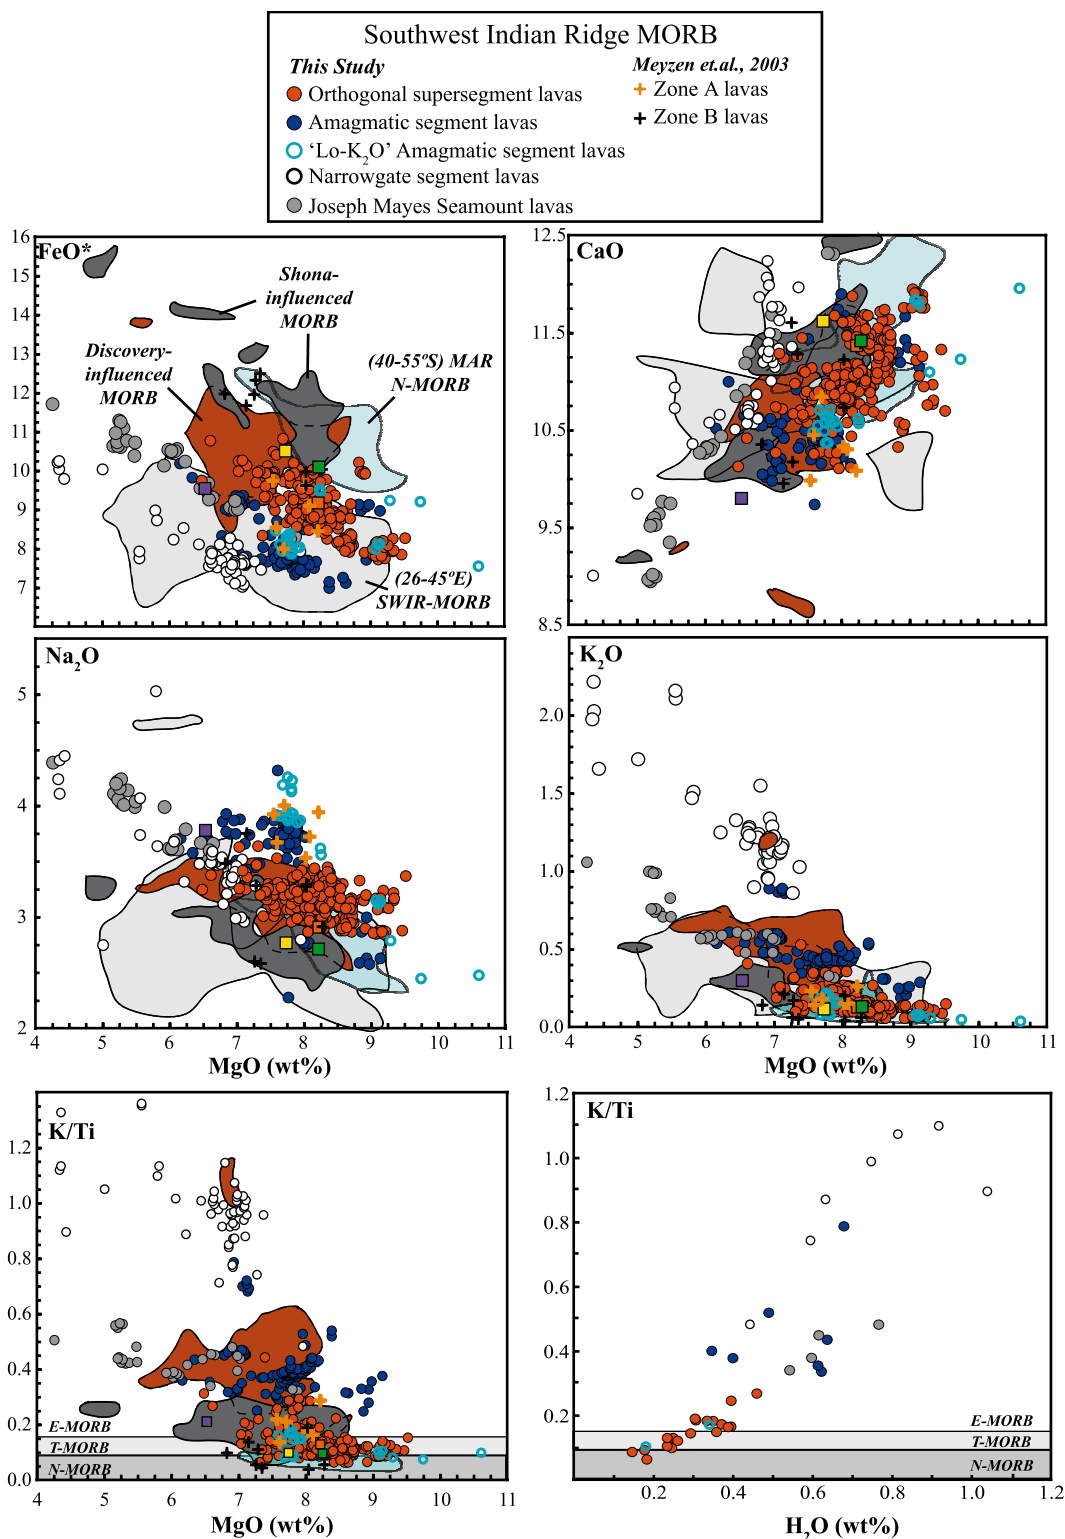 Southwest Indian Ridge MORB
This Study
Orthogonal supersegment lavas
Amagmatic segment lavas
'Lo-K₂O' Amagmatic segment lavas
Narrowgate segment lavas
Joseph Mayes Seamount lavas
Meyzen et.al., 2003
Zone A lavas
Zone B lavas
FeO*
16
15
14
13
12
11
10
9
8
7
Shona-
influenced
MORB
Discovery-
influenced
MORB
(40-55ºS) MAR
N-MORB
(26-45ºE)
SWIR-MORB
CaO
12.5
11.5
10.5
9.5
8.5
Na₂O
5
4
3
2
4 5 6 7 8 9 10 11
MgO (wt%)
K₂O
2.0
1.5
1.0
0.5
0.0
4 5 6 7 8 9 10 11
MgO (wt%)
K/Ti
1.2
1.0
0.8
0.6
0.4
0.2
0.0
E-MORB
T-MORB
N-MORB
4 5 6 7 8 9 10 11
MgO (wt%)
K/Ti
1.2
1.0
0.8
0.6
0.4
0.2
E-MORB
T-MORB
N-MORB
0.2 0.4 0.6 0.8 1.0 1.2
H₂O (wt%)